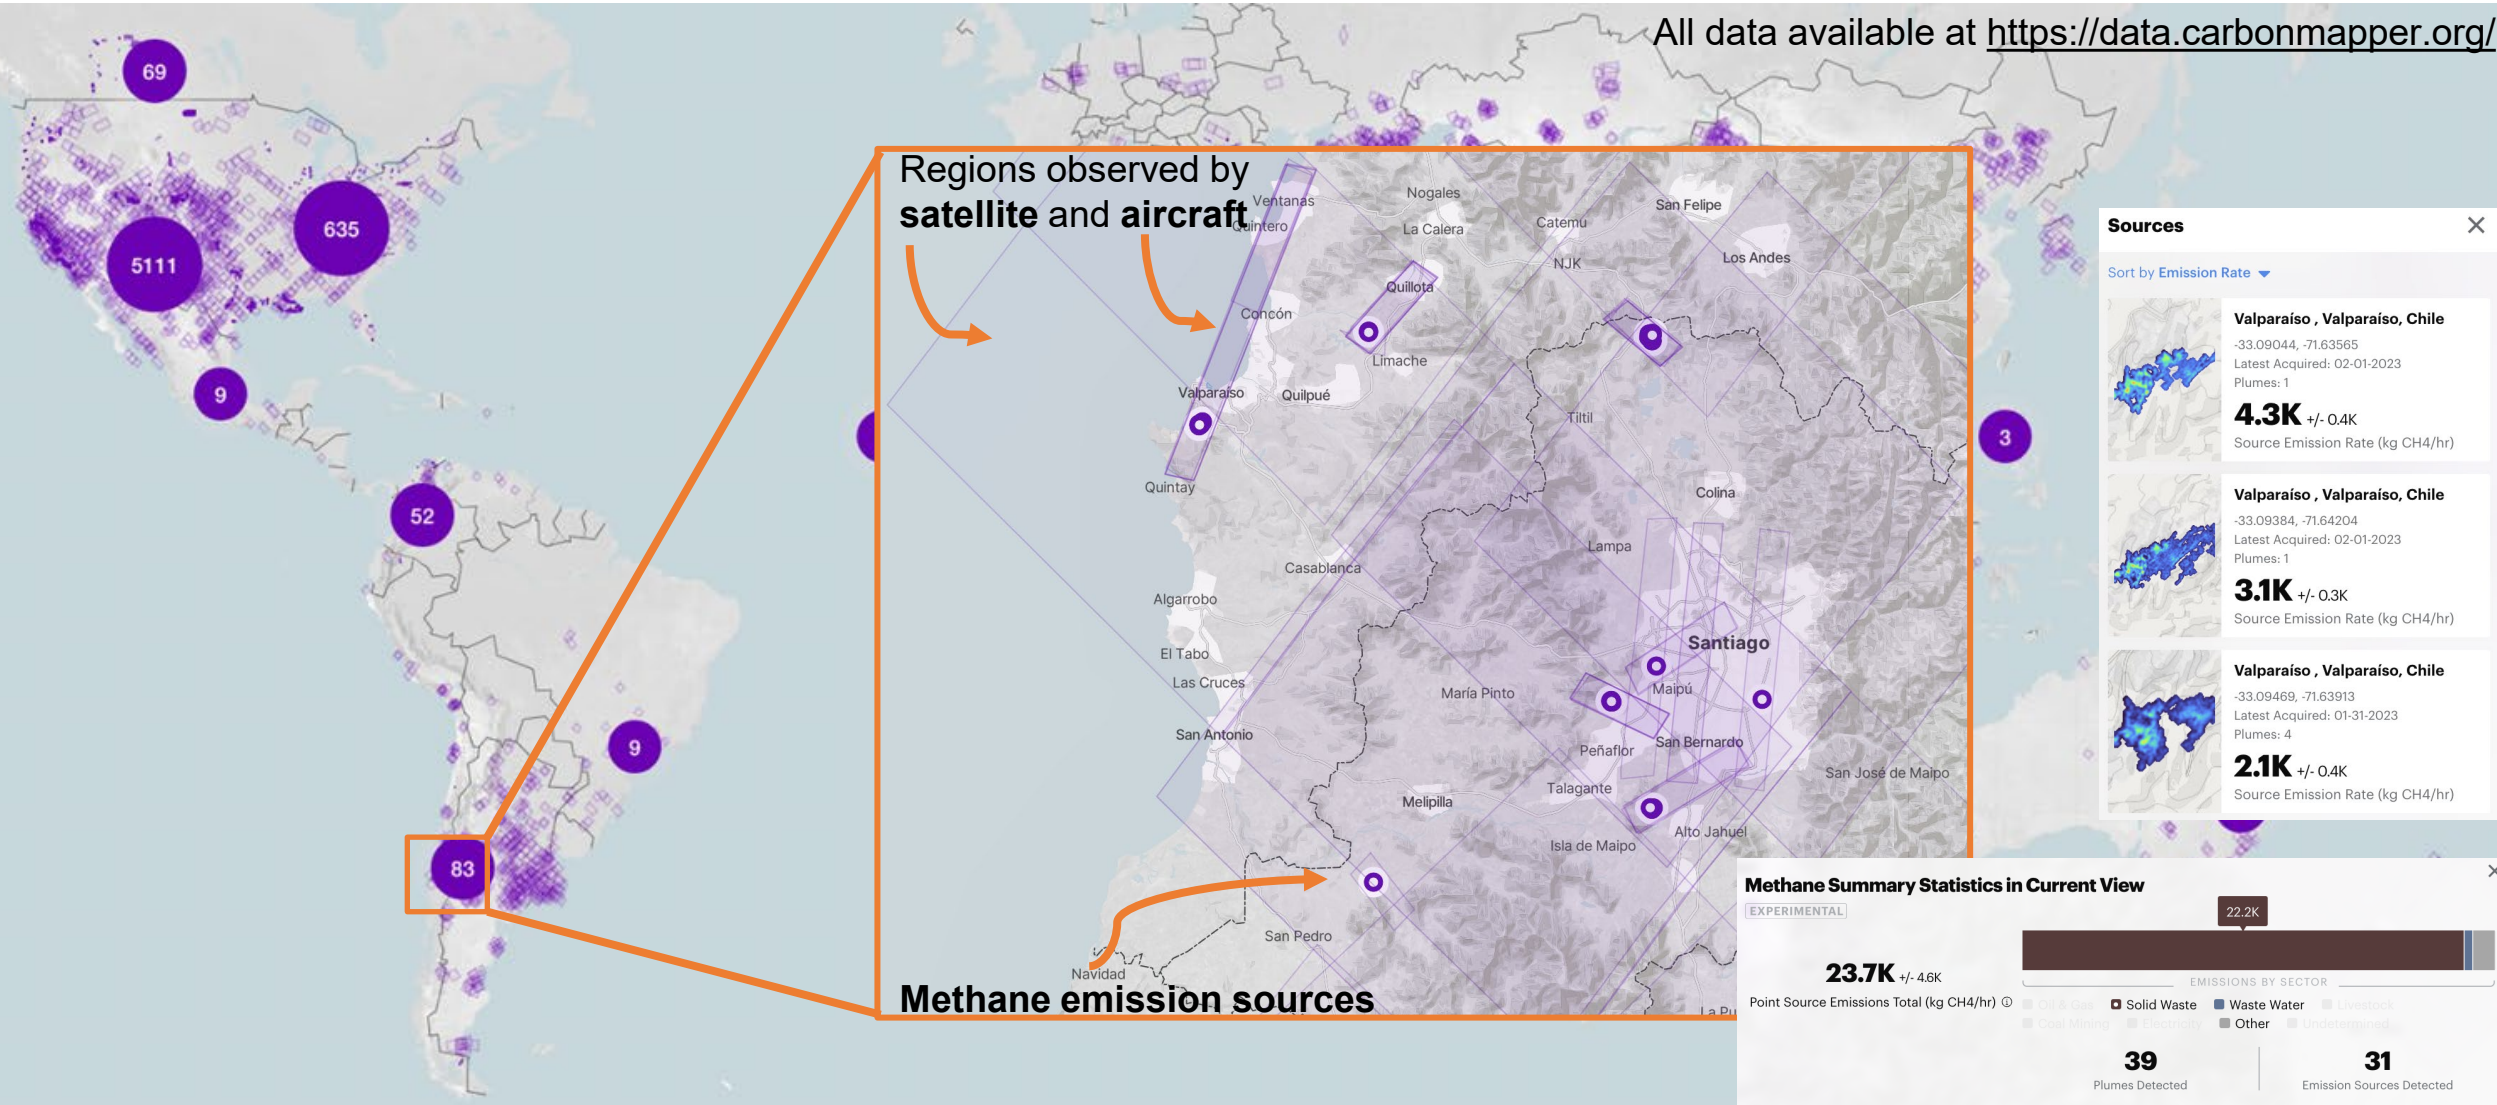 All data available at https://data.carbonmapper.org/
69
635
5111
9
52
9
83
3
Regions observed by
satellite and aircraft
Ventanas
Quintero
Nogales
La Calera
Catemu
San Felipe
NJK
Los Andes
Quillota
Concón
Limache
Valparaíso
Quilpué
Tiltil
Quintay
Colina
Lampa
Casablanca
Algarrobo
Santiago
El Tabo
Las Cruces
María Pinto
Maipú
San Antonio
Peñaflor
San Bernardo
San José de Maipo
Talagante
Melipilla
Alto Jahuel
Isla de Maipo
San Pedro
Navidad
Methane emission sources
La Pu
Sources
Sort by Emission Rate
Valparaíso , Valparaíso, Chile
-33.09044, -71.63565
Latest Acquired: 02-01-2023
Plumes: 1
4.3K +/- 0.4K
Source Emission Rate (kg CH4/hr)
Valparaíso , Valparaíso, Chile
-33.09384, -71.64204
Latest Acquired: 02-01-2023
Plumes: 1
3.1K +/- 0.3K
Source Emission Rate (kg CH4/hr)
Valparaíso , Valparaíso, Chile
-33.09469, -71.63913
Latest Acquired: 01-31-2023
Plumes: 4
2.1K +/- 0.4K
Source Emission Rate (kg CH4/hr)
Methane Summary Statistics in Current View
EXPERIMENTAL
22.2K
23.7K +/- 4.6K
Point Source Emissions Total (kg CH4/hr)
EMISSIONS BY SECTOR
Oil & Gas Solid Waste Waste Water Livestock
Coal Mining Electricity Other Undetermined
39
Plumes Detected
31
Emission Sources Detected